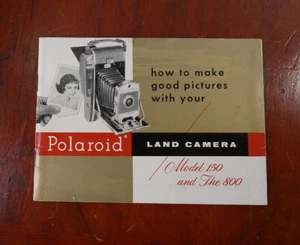 how to make
good pictures
with your
Polaroid®
LAND CAMERA
Model 150
and The 800